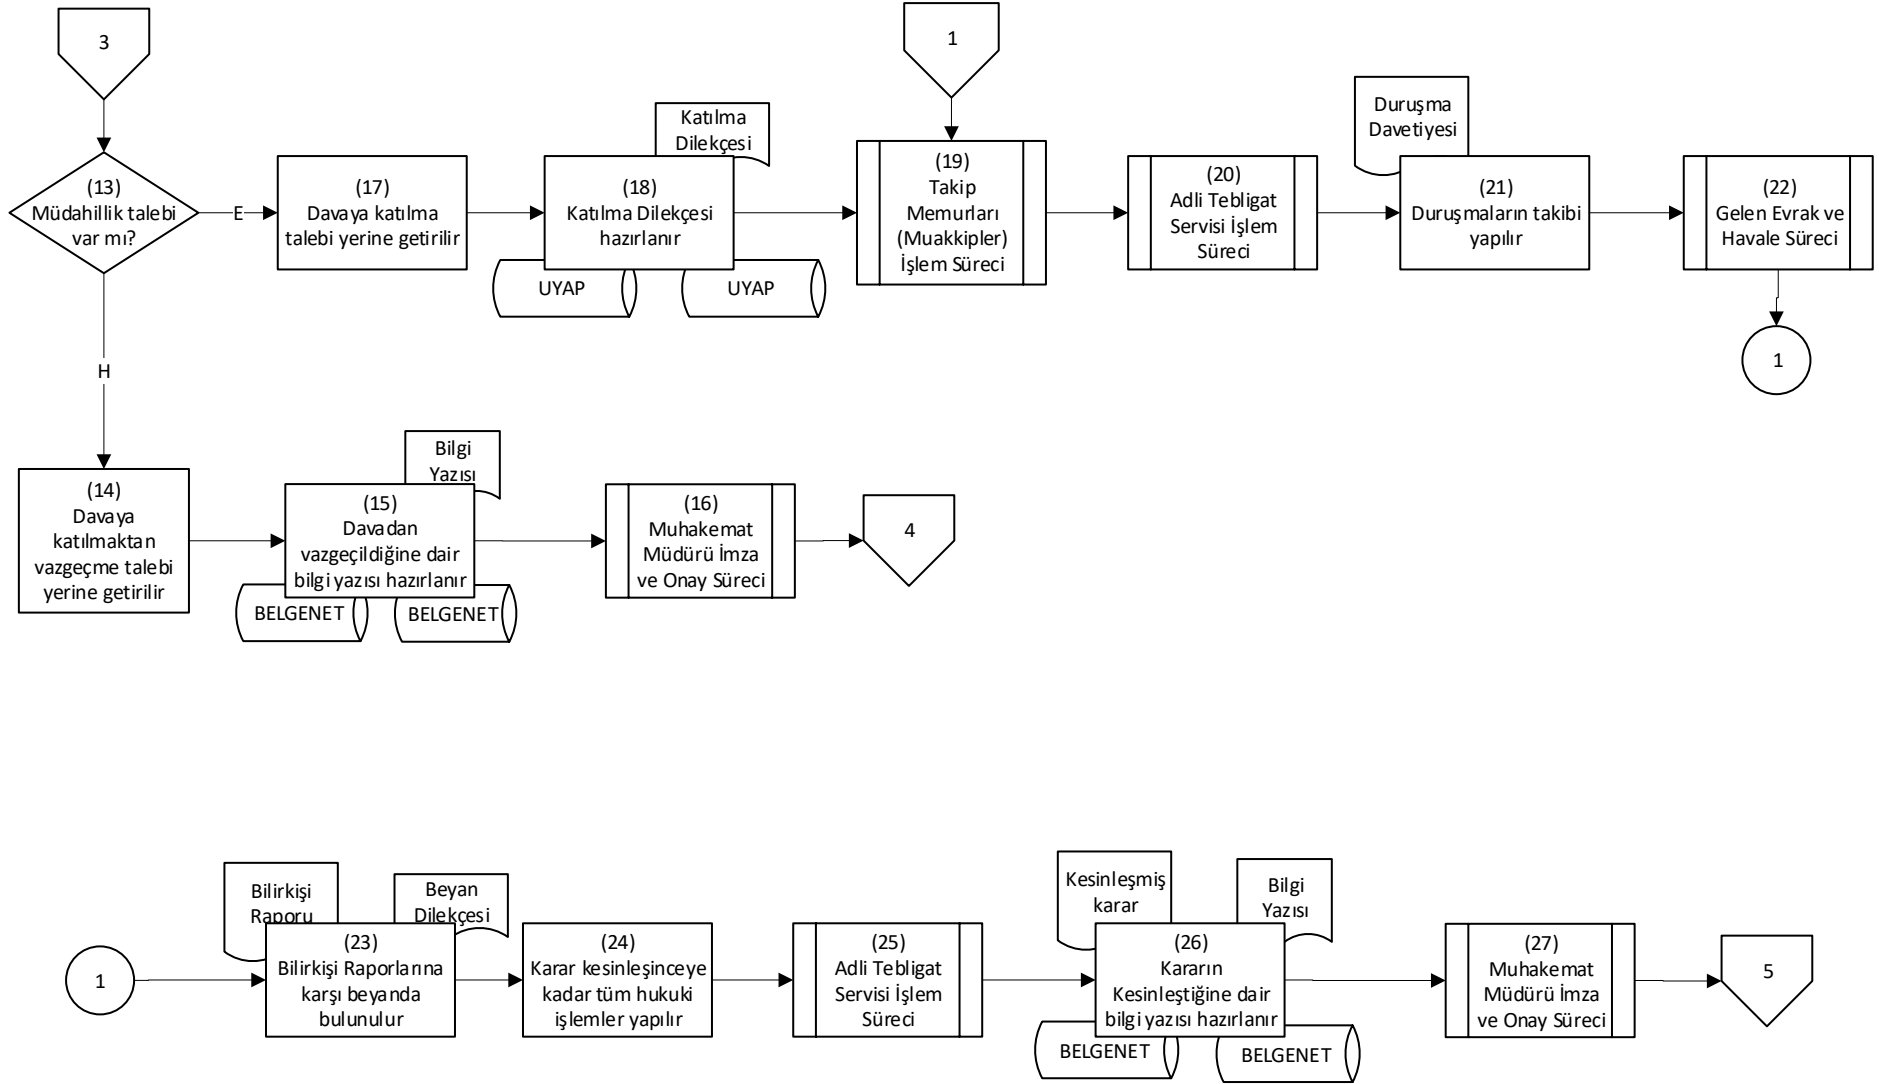 3
(13)
Müdahillik talebi
var mı?
E
(17)
Davaya katılma
talebi yerine getirilir
Katılma
Dilekçesi
(18)
Katılma Dilekçesi
hazırlanır
UYAP
UYAP
1
(19)
Takip
Memurları
(Muakkipler)
İşlem Süreci
(20)
Adli Tebligat
Servisi İşlem
Süreci
Duruşma
Davetiyesi
(21)
Duruşmaların takibi
yapılır
(22)
Gelen Evrak ve
Havale Süreci
1
H
(14)
Davaya
katılmaktan
vazgeçme talebi
yerine getirilir
Bilgi
Yazısı
(15)
Davadan
vazgeçildiğine dair
bilgi yazısı hazırlanır
BELGENET
BELGENET
(16)
Muhakemat
Müdürü İmza
ve Onay Süreci
4
1
Bilirkişi
Raporu
Beyan
Dilekçesi
(23)
Bilirkişi Raporlarına
karşı beyanda
bulunulur
(24)
Karar kesinleşinceye
kadar tüm hukuki
işlemler yapılır
(25)
Adli Tebligat
Servisi İşlem
Süreci
Kesinleşmiş
karar
Bilgi
Yazısı
(26)
Kararın
Kesinleştiğine dair
bilgi yazısı hazırlanır
BELGENET
BELGENET
(27)
Muhakemat
Müdürü İmza
ve Onay Süreci
5